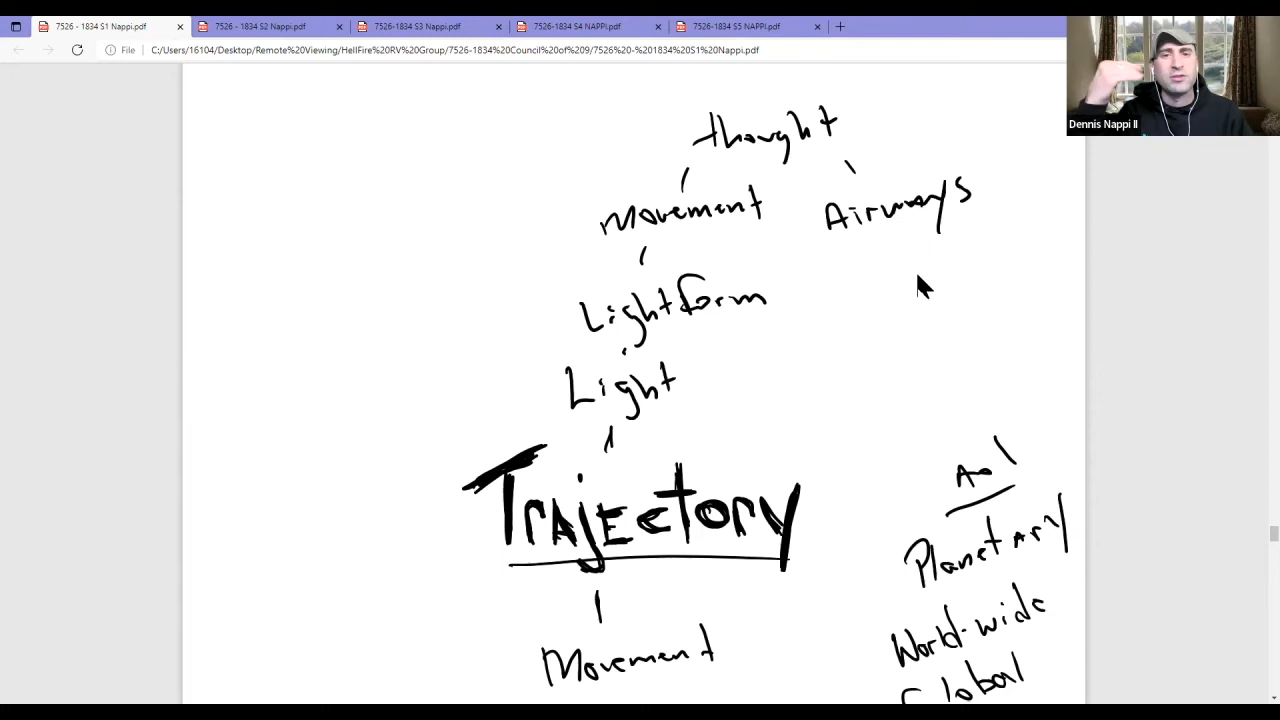 7526 - 1834 S1 Nappi.pdf
7526 - 1834 S2 Nappi.pdf
7526-1834 S3 Nappi.pdf
7526-1834 S4 NAPPI.pdf
7526-1834 S5 NAPPI.pdf
File
C:/Users/16104/Desktop/Remote%20Viewing/HellFire%20RV%20Group/7526-1834%20Council%20of%209/7526%20-%201834%20S1%20Nappi.pdf
Dennis Nappi II
thought
Movement
Airways
Lightform
Light
TRAjEctory
Aol
PlanetAry
World-wide
Global
Movement